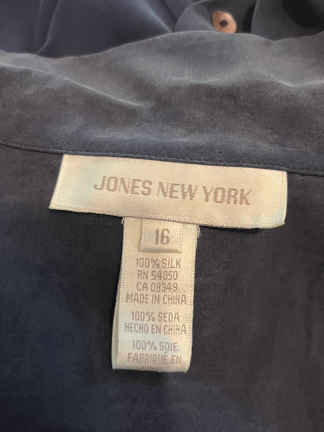 JONES NEW YORK
16
100% SILK
RN 54050
CA 09349
MADE IN CHINA
100% SEDA
HECHO EN CHINA
100% SOIE
FABRIQUE EN